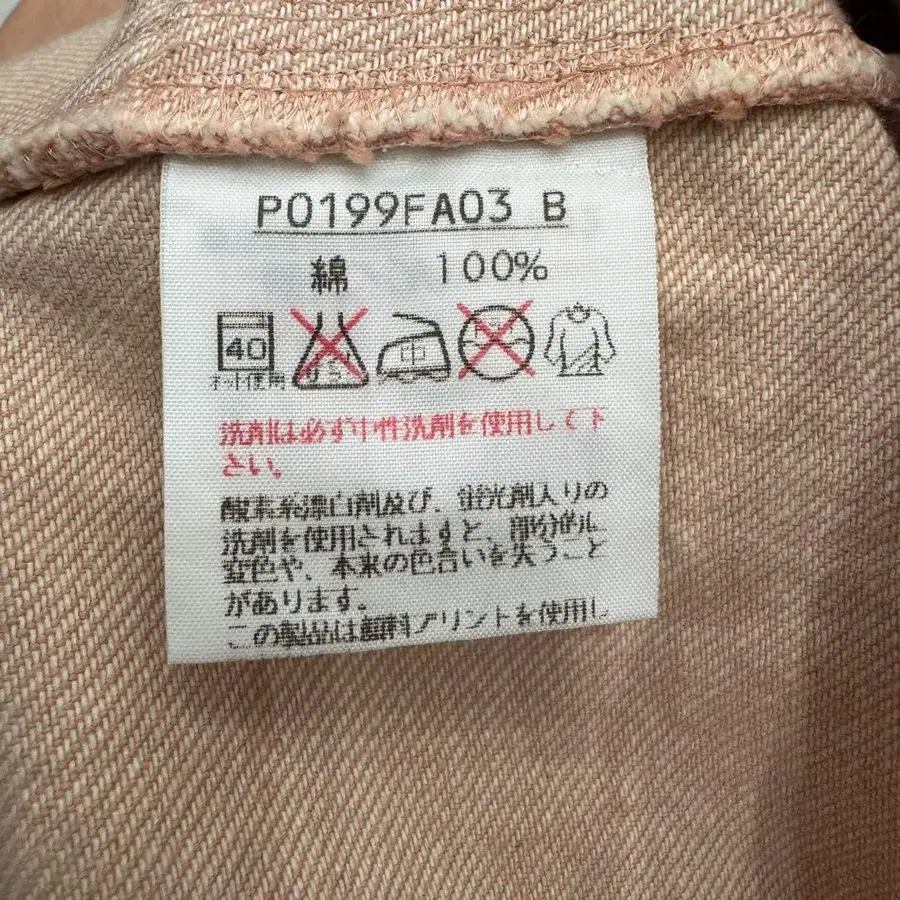 P0199FA03 B
綿 100%
40
ネット使用
中
洗剤は必ず中性洗剤を使用して下
さい。
酸素系漂白剤及び、蛍光剤入りの
洗剤を使用されますと、部分的に
変色や、本来の色合いを失うこと
があります。
この製品は顔料プリントを使用し